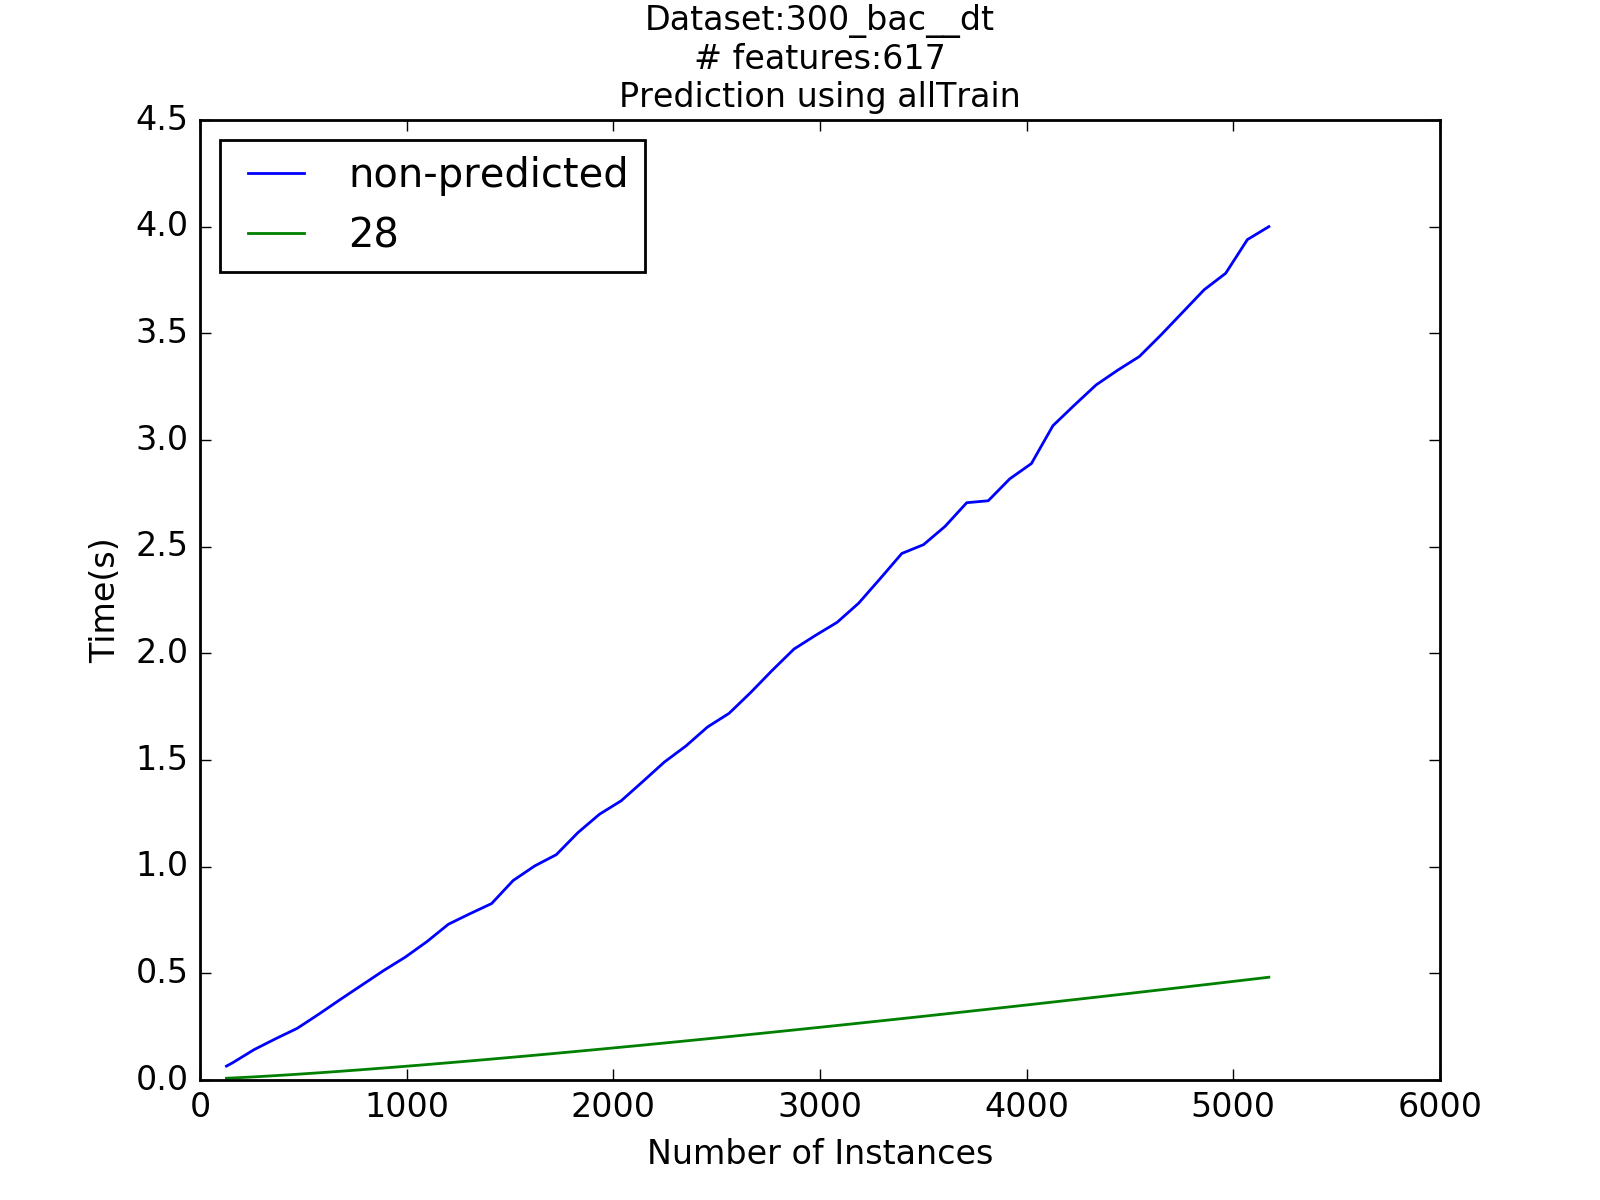 Dataset:300_bac__dt
# features:617
Prediction using allTrain
4.5
4.0
3.5
3.0
2.5
2.0
1.5
1.0
0.5
0.0
Time(s)
non-predicted
28
0 1000 2000 3000 4000 5000 6000
Number of Instances